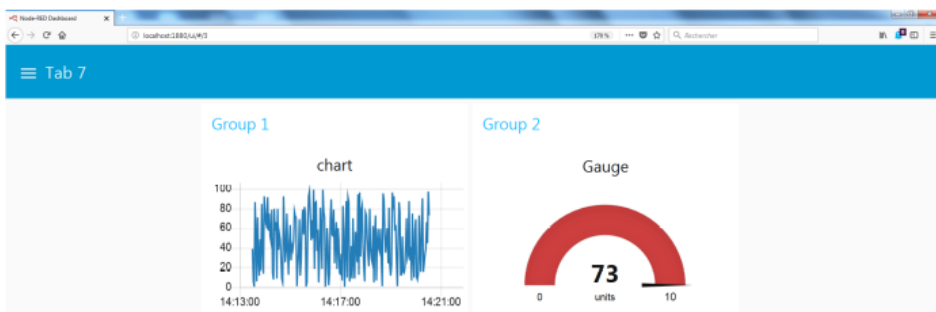 Node-RED Dashboard
localhost:1880/ui/#/3
170 %
Rechercher
Tab 7
Group 1
Group 2
chart
Gauge
100
80
60
40
20
0
14:13:00
14:17:00
14:21:00
73
0
units
10